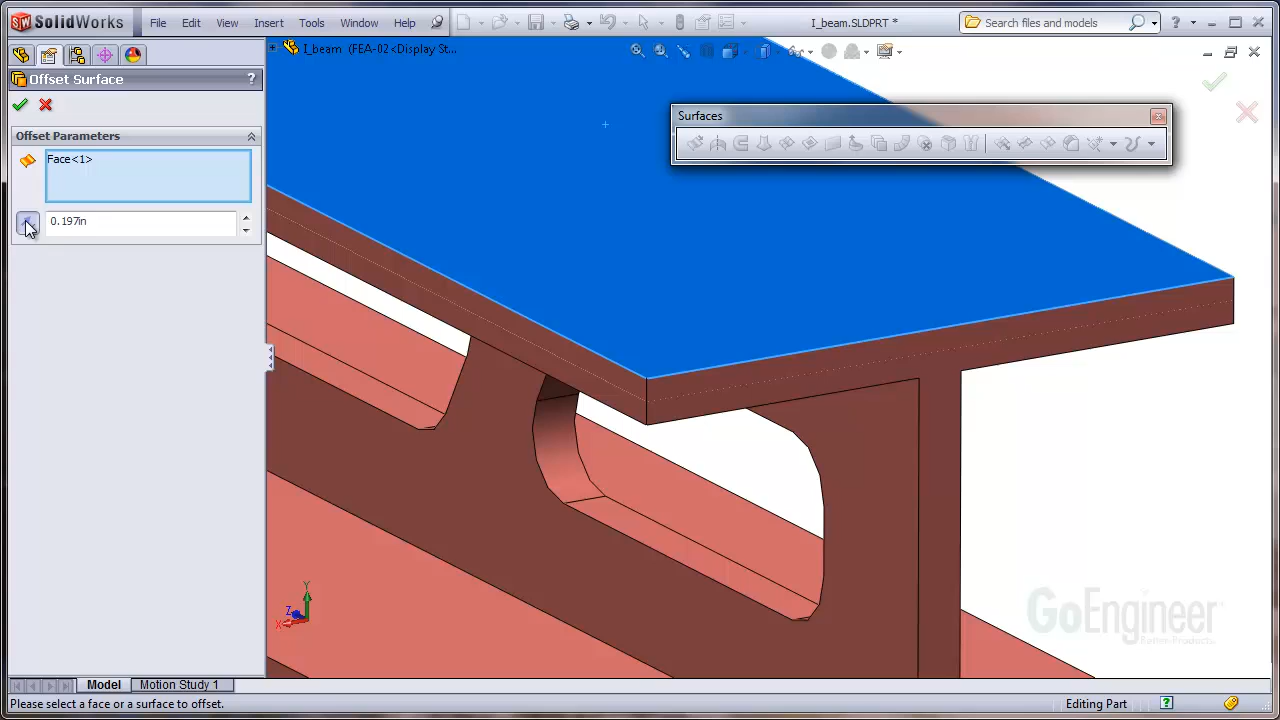 SolidWorks File Edit View Insert Tools Window Help I_beam.SLDPRT * Search files and models ?
I_beam (FEA-02<Display St...
Offset Surface ?
Surfaces
Offset Parameters
Face<1>
0.197in
Y
Z
X
GoEngineer
Better Products.
Model Motion Study 1
Please select a face or a surface to offset. Editing Part ?